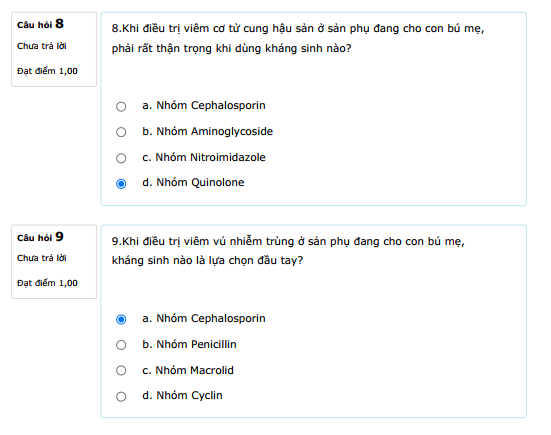 Câu hỏi 8
Chưa trả lời
Đạt điểm 1,00
8.Khi điều trị viêm cơ tử cung hậu sản ở sản phụ đang cho con bú mẹ,
phải rất thận trọng khi dùng kháng sinh nào?
a. Nhóm Cephalosporin
b. Nhóm Aminoglycoside
c. Nhóm Nitroimidazole
d. Nhóm Quinolone
Câu hỏi 9
Chưa trả lời
Đạt điểm 1,00
9.Khi điều trị viêm vú nhiễm trùng ở sản phụ đang cho con bú mẹ,
kháng sinh nào là lựa chọn đầu tay?
a. Nhóm Cephalosporin
b. Nhóm Penicillin
c. Nhóm Macrolid
d. Nhóm Cyclin